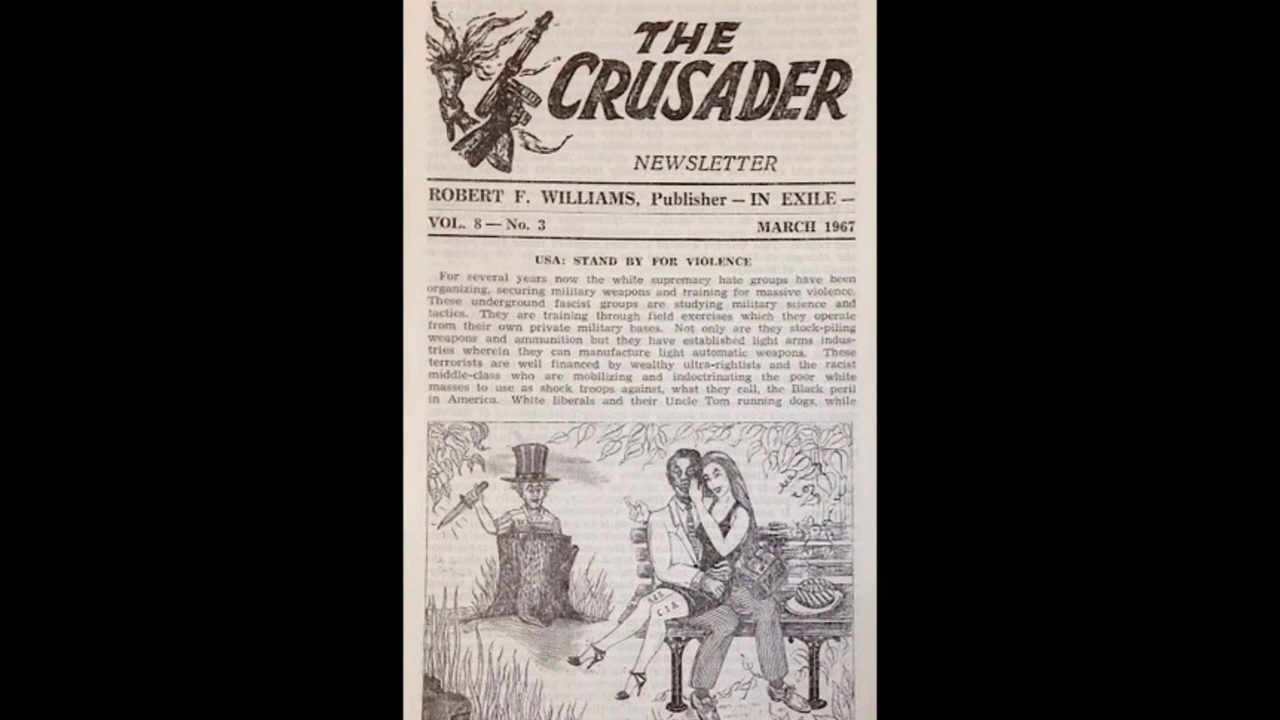 THE
CRUSADER
NEWSLETTER
ROBERT F. WILLIAMS, Publisher — IN EXILE —
VOL. 8 — No. 3 MARCH 1967
USA: STAND BY FOR VIOLENCE
For several years now the white supremacy hate groups have been
organizing, securing military weapons and training for massive violence.
These underground fascist groups are studying military science and
tactics. They are training through field exercises which they operate
from their own private military bases. Not only are they stock-piling
weapons and ammunition but they have established light arms indus-
tries wherein they can manufacture light automatic weapons. These
terrorists are well financed by wealthy ultra-rightists and the racist
middle-class who are mobilizing and indoctrinating the poor white
masses to use as shock troops against, what they call, the Black peril
in America. White liberals and their Uncle Tom running dogs, while
C.I.A